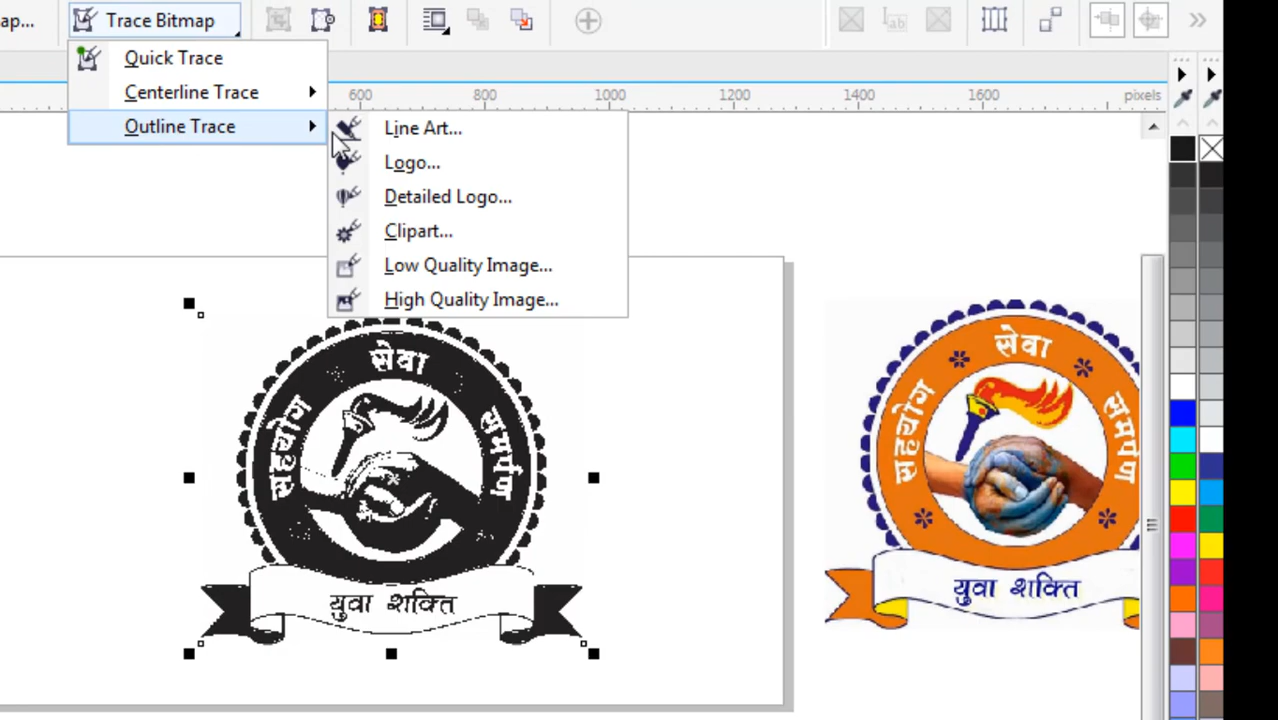 ap...
Trace Bitmap
Quick Trace
Centerline Trace
Outline Trace
600 800 1000 1200 1400 1600 pixels
Line Art...
Logo...
Detailed Logo...
Clipart...
Low Quality Image...
High Quality Image...
सहयोग सेवा समर्पण
युवा शक्ति
सहयोग सेवा समर्पण
युवा शक्ति